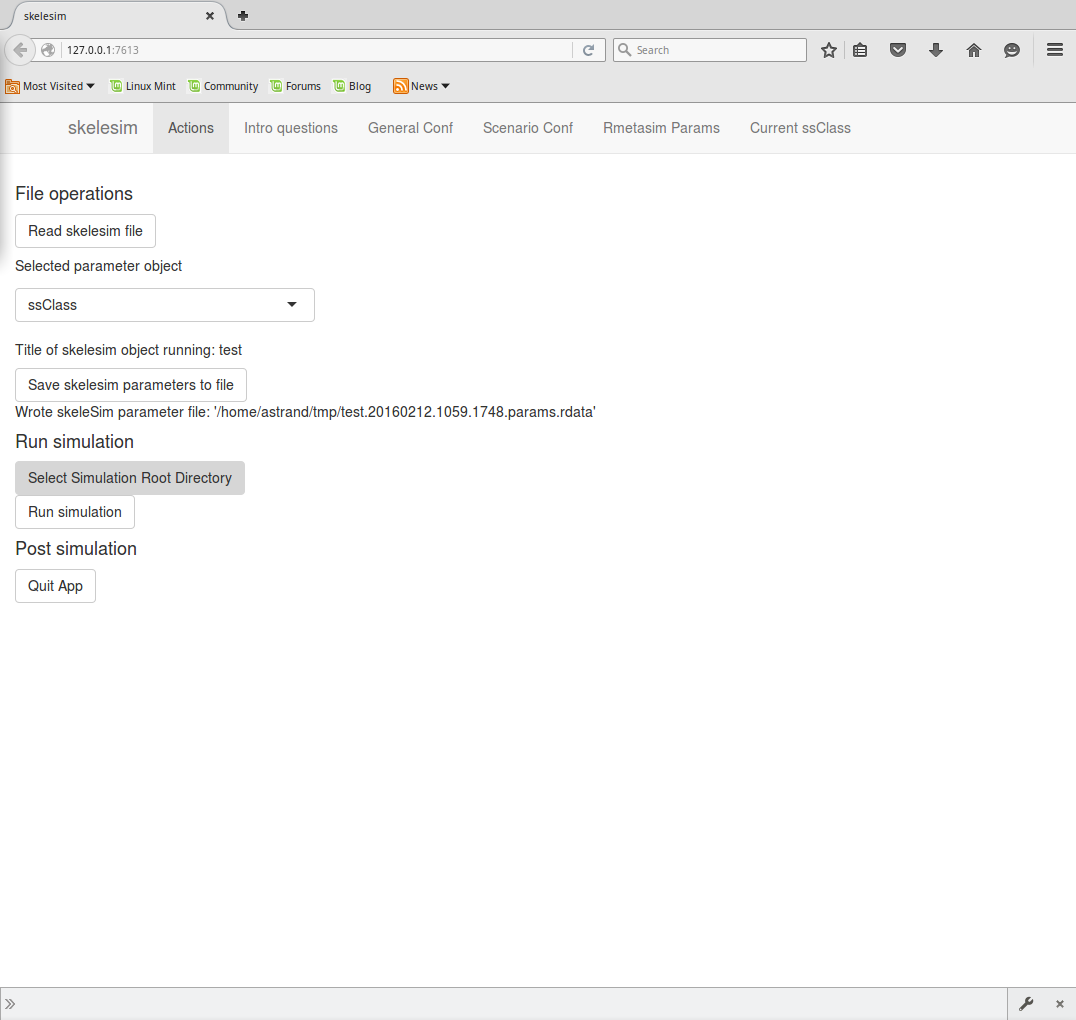 skelesim
127.0.0.1:7613
Search
Most Visited Linux Mint Community Forums Blog News
skelesim Actions Intro questions General Conf Scenario Conf Rmetasim Params Current ssClass
File operations
Read skelesim file
Selected parameter object
ssClass
Title of skelesim object running: test
Save skelesim parameters to file
Wrote skeleSim parameter file: '/home/astrand/tmp/test.20160212.1059.1748.params.rdata'
Run simulation
Select Simulation Root Directory
Run simulation
Post simulation
Quit App